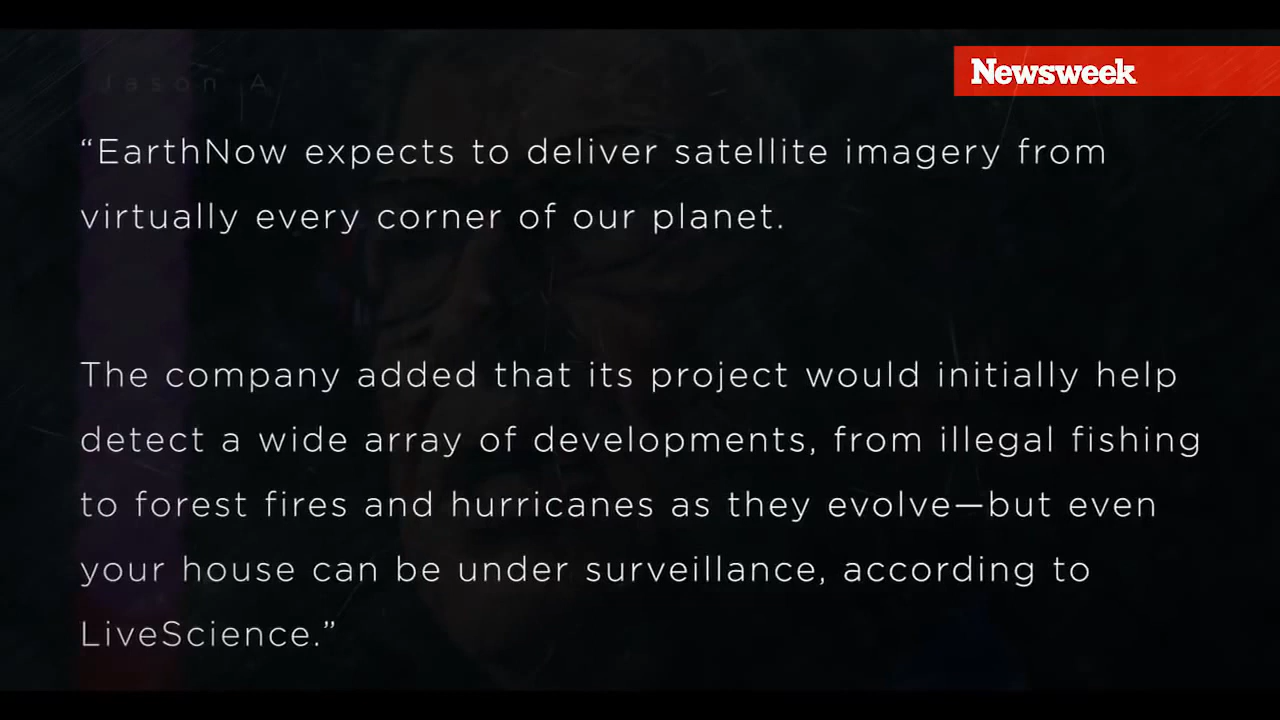 Jason A
Newsweek
“EarthNow expects to deliver satellite imagery from
virtually every corner of our planet.
The company added that its project would initially help
detect a wide array of developments, from illegal fishing
to forest fires and hurricanes as they evolve—but even
your house can be under surveillance, according to
LiveScience.”